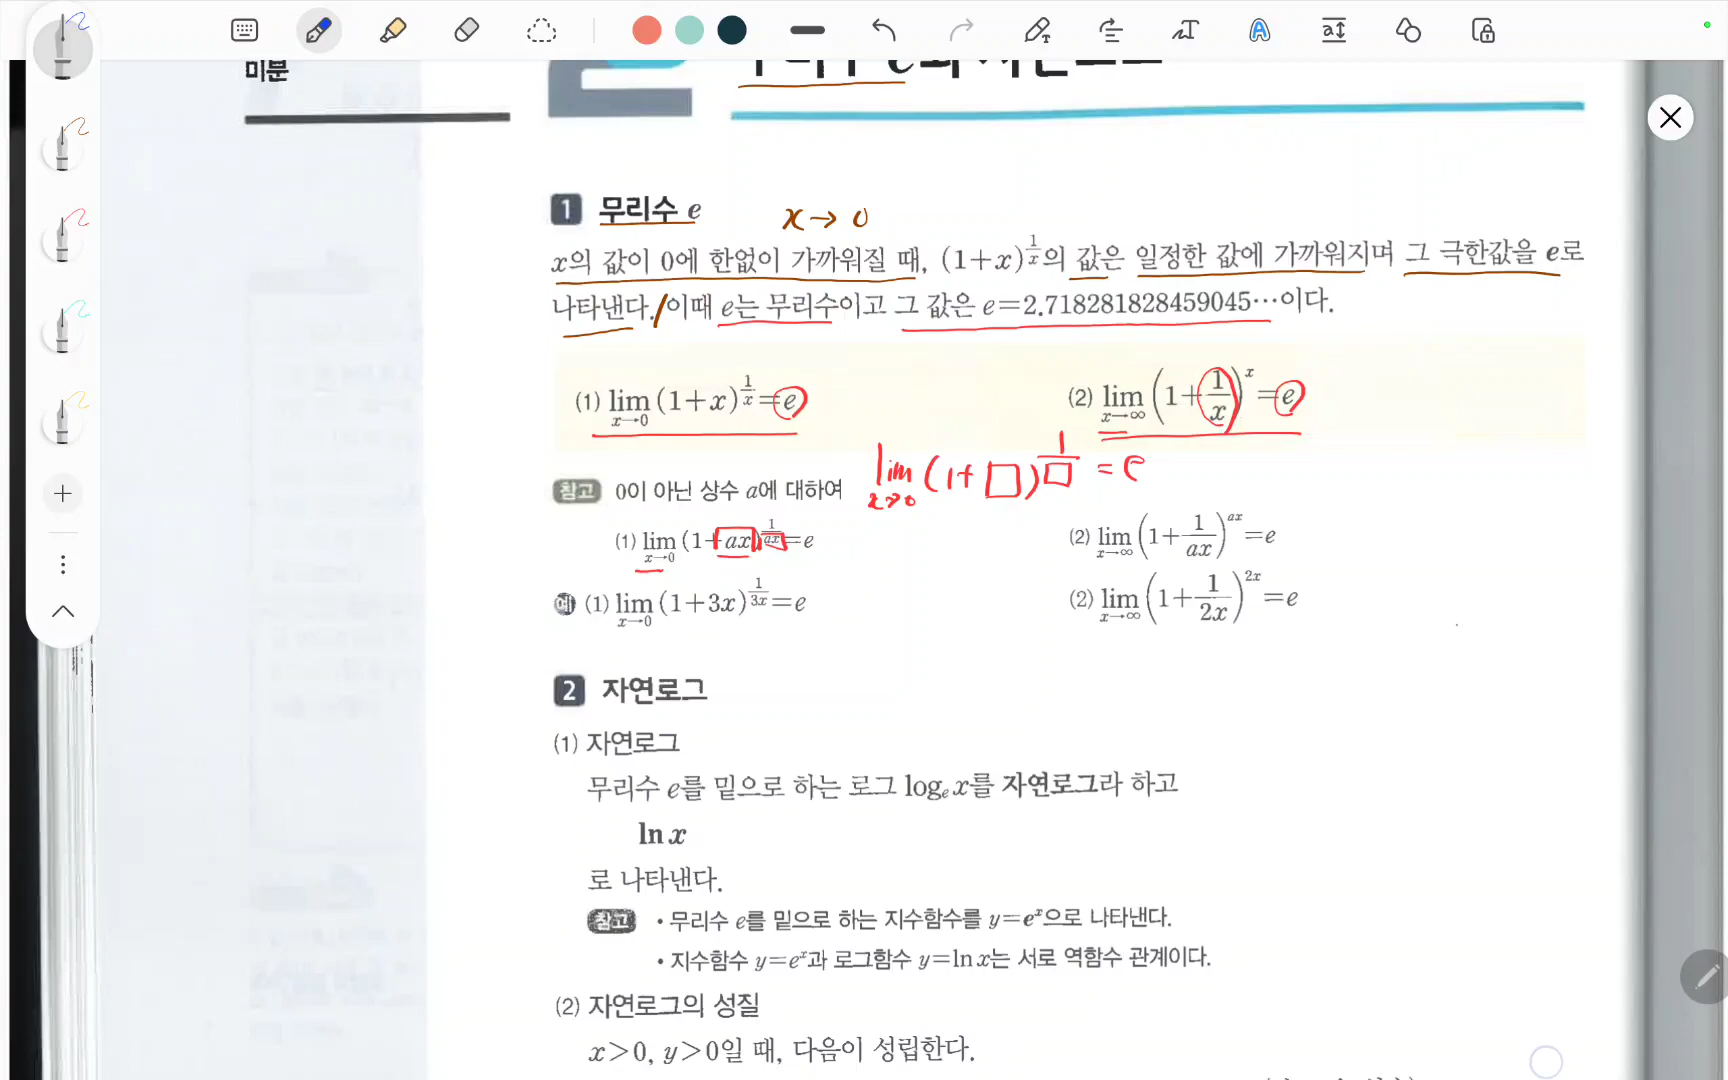 미분
무리수 e와 자연로그
1 무리수 e
x → 0
x의 값이 0에 한없이 가까워질 때, (1+x)^{1/x}의 값은 일정한 값에 가까워지며 그 극한값을 e로
나타낸다. / 이때 e는 무리수이고 그 값은 e=2.718281828459045…이다.
(1) lim_{x→0} (1+x)^{1/x}=e
(2) lim_{x→∞} (1+1/x)^x=e
lim_{x→0} (1+□)^{1/□} = e
참고 0이 아닌 상수 a에 대하여
(1) lim_{x→0} (1+ax)^{1/ax}=e
(2) lim_{x→∞} (1+1/ax)^{ax}=e
예 (1) lim_{x→0} (1+3x)^{1/3x}=e
(2) lim_{x→∞} (1+1/2x)^{2x}=e
2 자연로그
(1) 자연로그
무리수 e를 밑으로 하는 로그 log_e x를 자연로그라 하고
ln x
로 나타낸다.
참고 • 무리수 e를 밑으로 하는 지수함수를 y=e^x으로 나타낸다.
• 지수함수 y=e^x과 로그함수 y=ln x는 서로 역함수 관계이다.
(2) 자연로그의 성질
x>0, y>0일 때, 다음이 성립한다.